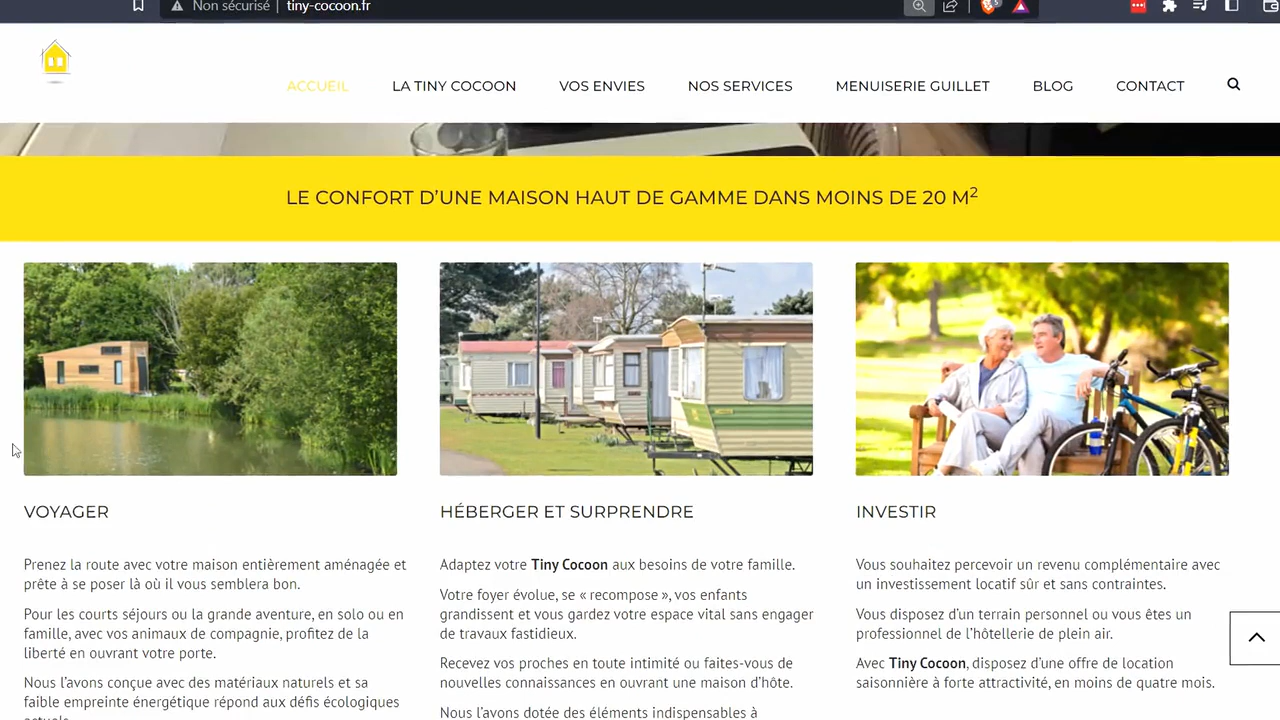 Non sécurisé | tiny-cocoon.fr
ACCUEIL LA TINY COCOON VOS ENVIES NOS SERVICES MENUISERIE GUILLET BLOG CONTACT
LE CONFORT D’UNE MAISON HAUT DE GAMME DANS MOINS DE 20 M²
VOYAGER
Prenez la route avec votre maison entièrement aménagée et
prête à se poser là où il vous semblera bon.
Pour les courts séjours ou la grande aventure, en solo ou en
famille, avec vos animaux de compagnie, profitez de la
liberté en ouvrant votre porte.
Nous l’avons conçue avec des matériaux naturels et sa
faible empreinte énergétique répond aux défis écologiques
actuels.
HÉBERGER ET SURPRENDRE
Adaptez votre Tiny Cocoon aux besoins de votre famille.
Votre foyer évolue, se « recompose », vos enfants
grandissent et vous gardez votre espace vital sans engager
de travaux fastidieux.
Recevez vos proches en toute intimité ou faites-vous de
nouvelles connaissances en ouvrant une maison d’hôte.
Nous l’avons dotée des éléments indispensables à
INVESTIR
Vous souhaitez percevoir un revenu complémentaire avec
un investissement locatif sûr et sans contraintes.
Vous disposez d’un terrain personnel ou vous êtes un
professionnel de l’hôtellerie de plein air.
Avec Tiny Cocoon, disposez d’une offre de location
saisonnière à forte attractivité, en moins de quatre mois.